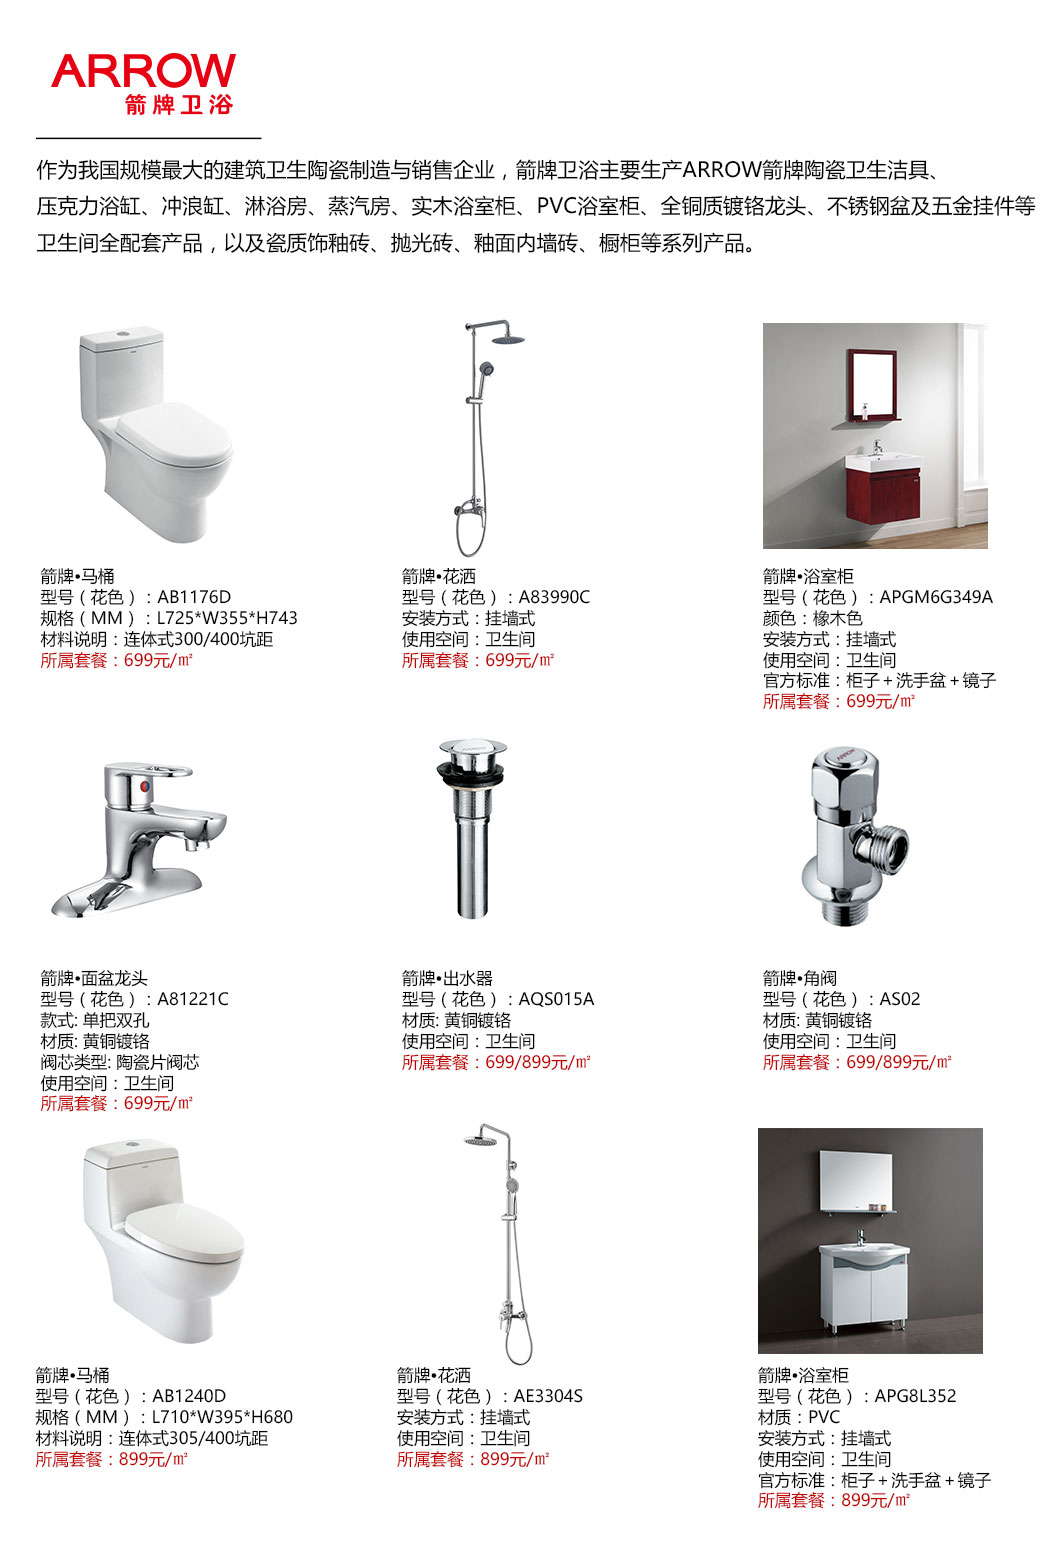 ARROW
箭牌卫浴
作为我国规模最大的建筑卫生陶瓷制造与销售企业，箭牌卫浴主要生产ARROW箭牌陶瓷卫生洁具、
压克力浴缸、冲浪缸、淋浴房、蒸汽房、实木浴室柜、PVC浴室柜、全铜质镀铬龙头、不锈钢盆及五金挂件等
卫生间全配套产品，以及瓷质饰釉砖、抛光砖、釉面内墙砖、橱柜等系列产品。
箭牌•马桶
型号（花色）：AB1176D
规格（MM）：L725*W355*H743
材料说明：连体式300/400坑距
所属套餐：699元/㎡
箭牌•花洒
型号（花色）：A83990C
安装方式：挂墙式
使用空间：卫生间
所属套餐：699元/㎡
箭牌•浴室柜
型号（花色）：APGM6G349A
颜色：橡木色
安装方式：挂墙式
使用空间：卫生间
官方标准：柜子＋洗手盆＋镜子
所属套餐：699元/㎡
ARROW
ARROW
箭牌•面盆龙头
型号（花色）：A81221C
款式: 单把双孔
材质: 黄铜镀铬
阀芯类型: 陶瓷片阀芯
使用空间：卫生间
所属套餐：699元/㎡
箭牌•出水器
型号（花色）：AQS015A
材质: 黄铜镀铬
使用空间：卫生间
所属套餐：699/899元/㎡
箭牌•角阀
型号（花色）：AS02
材质: 黄铜镀铬
使用空间：卫生间
所属套餐：699/899元/㎡
箭牌•马桶
型号（花色）：AB1240D
规格（MM）：L710*W395*H680
材料说明：连体式305/400坑距
所属套餐：899元/㎡
箭牌•花洒
型号（花色）：AE3304S
安装方式：挂墙式
使用空间：卫生间
所属套餐：899元/㎡
箭牌•浴室柜
型号（花色）：APG8L352
材质：PVC
安装方式：挂墙式
使用空间：卫生间
官方标准：柜子＋洗手盆＋镜子
所属套餐：899元/㎡